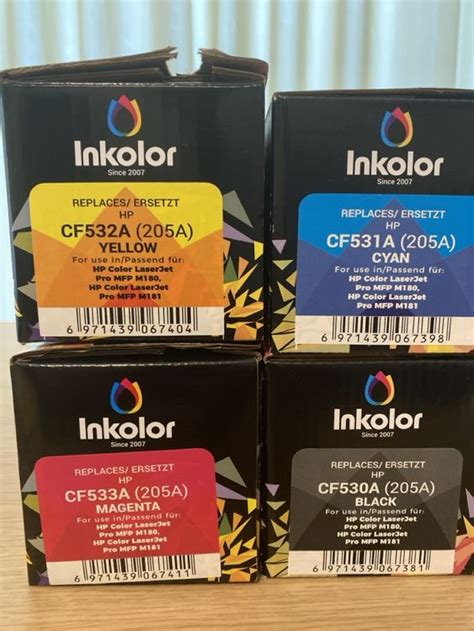 Inkolor
Since 2007
REPLACES/ ERSETZT
HP
CF532A (205A)
YELLOW
For use in/Passend für:
HP Color LaserJet
Pro MFP M180,
HP Color LaserJet
Pro MFP M181
6 971439 067404
Inkolor
Since 2007
REPLACES/ ERSETZT
HP
CF531A (205A)
CYAN
For use in/Passend für:
HP Color LaserJet
Pro MFP M180,
HP Color LaserJet
Pro MFP M181
6 971439 067398
Inkolor
Since 2007
REPLACES/ ERSETZT
HP
CF533A (205A)
MAGENTA
For use in/Passend für:
HP Color LaserJet
Pro MFP M180,
HP Color LaserJet
Pro MFP M181
6 971439 067411
Inkolor
Since 2007
REPLACES/ ERSETZT
HP
CF530A (205A)
BLACK
For use in/Passend für:
HP Color LaserJet
Pro MFP M180,
HP Color LaserJet
Pro MFP M181
6 971439 067381